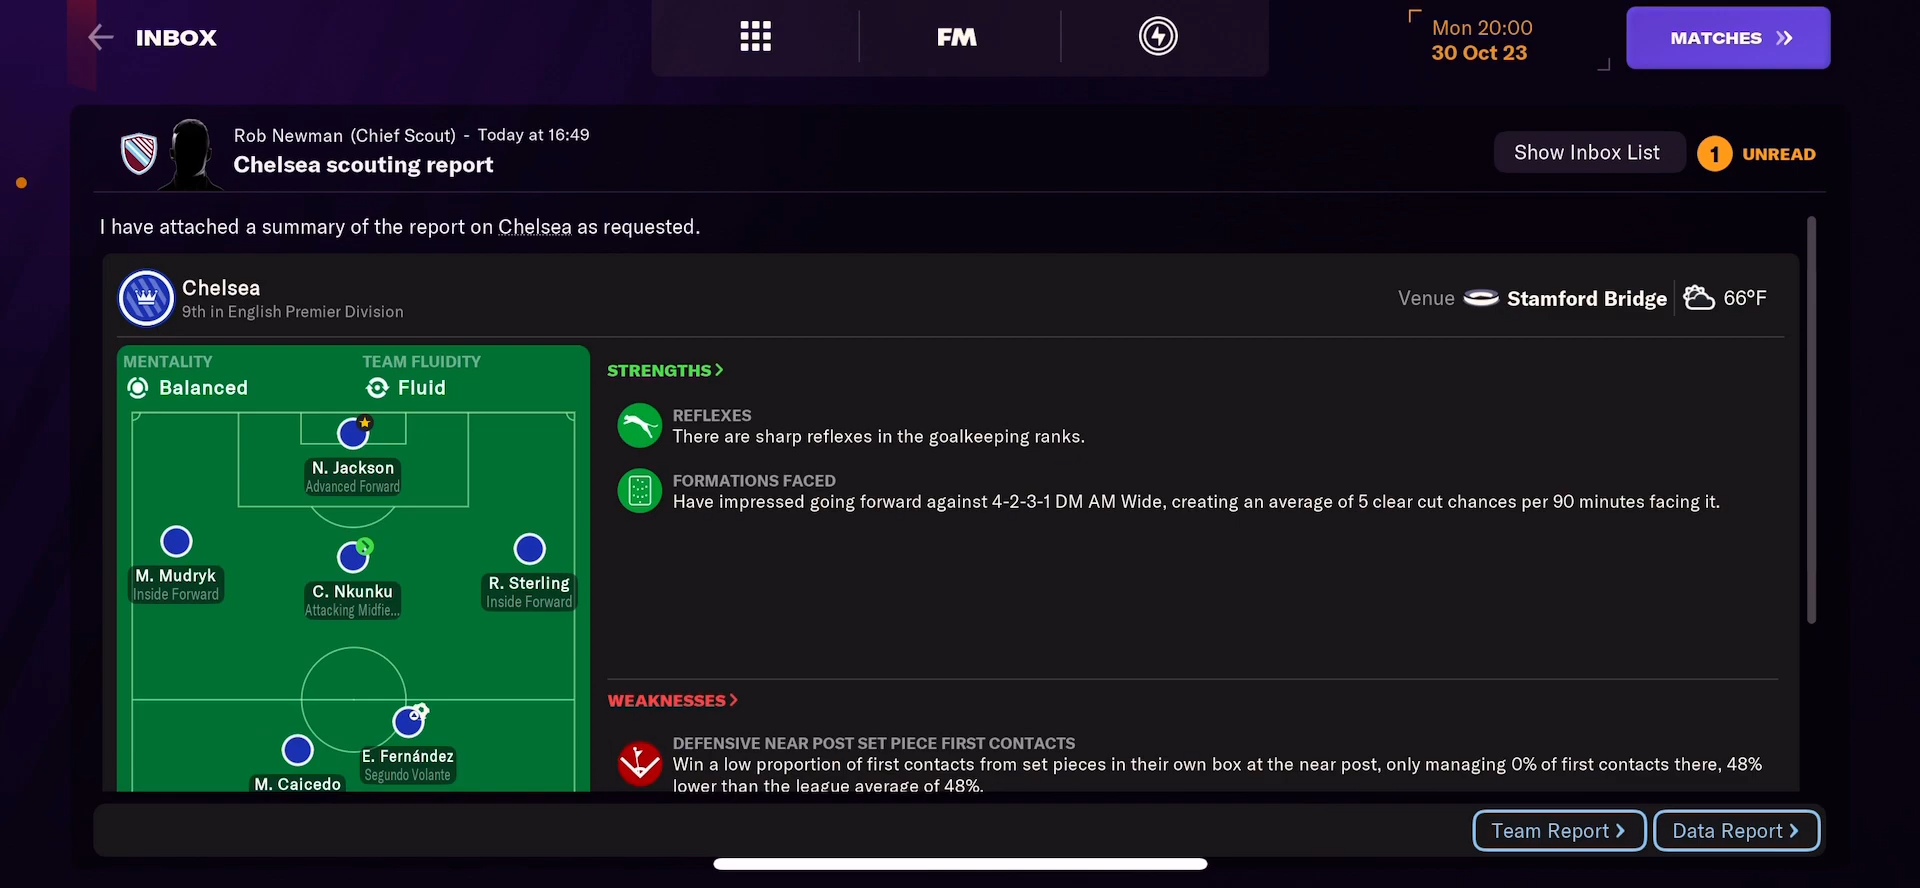 INBOX
FM
Mon 20:00
30 Oct 23
MATCHES
Rob Newman (Chief Scout) - Today at 16:49
Chelsea scouting report
Show Inbox List
1 UNREAD
I have attached a summary of the report on Chelsea as requested.
Chelsea
9th in English Premier Division
Venue Stamford Bridge 66°F
MENTALITY
Balanced
TEAM FLUIDITY
Fluid
N. Jackson
Advanced Forward
M. Mudryk
Inside Forward
C. Nkunku
Attacking Midfie...
R. Sterling
Inside Forward
E. Fernández
Segundo Volante
M. Caicedo
STRENGTHS
REFLEXES
There are sharp reflexes in the goalkeeping ranks.
FORMATIONS FACED
Have impressed going forward against 4-2-3-1 DM AM Wide, creating an average of 5 clear cut chances per 90 minutes facing it.
WEAKNESSES
DEFENSIVE NEAR POST SET PIECE FIRST CONTACTS
Win a low proportion of first contacts from set pieces in their own box at the near post, only managing 0% of first contacts there, 48%
lower than the league average of 48%.
Team Report
Data Report